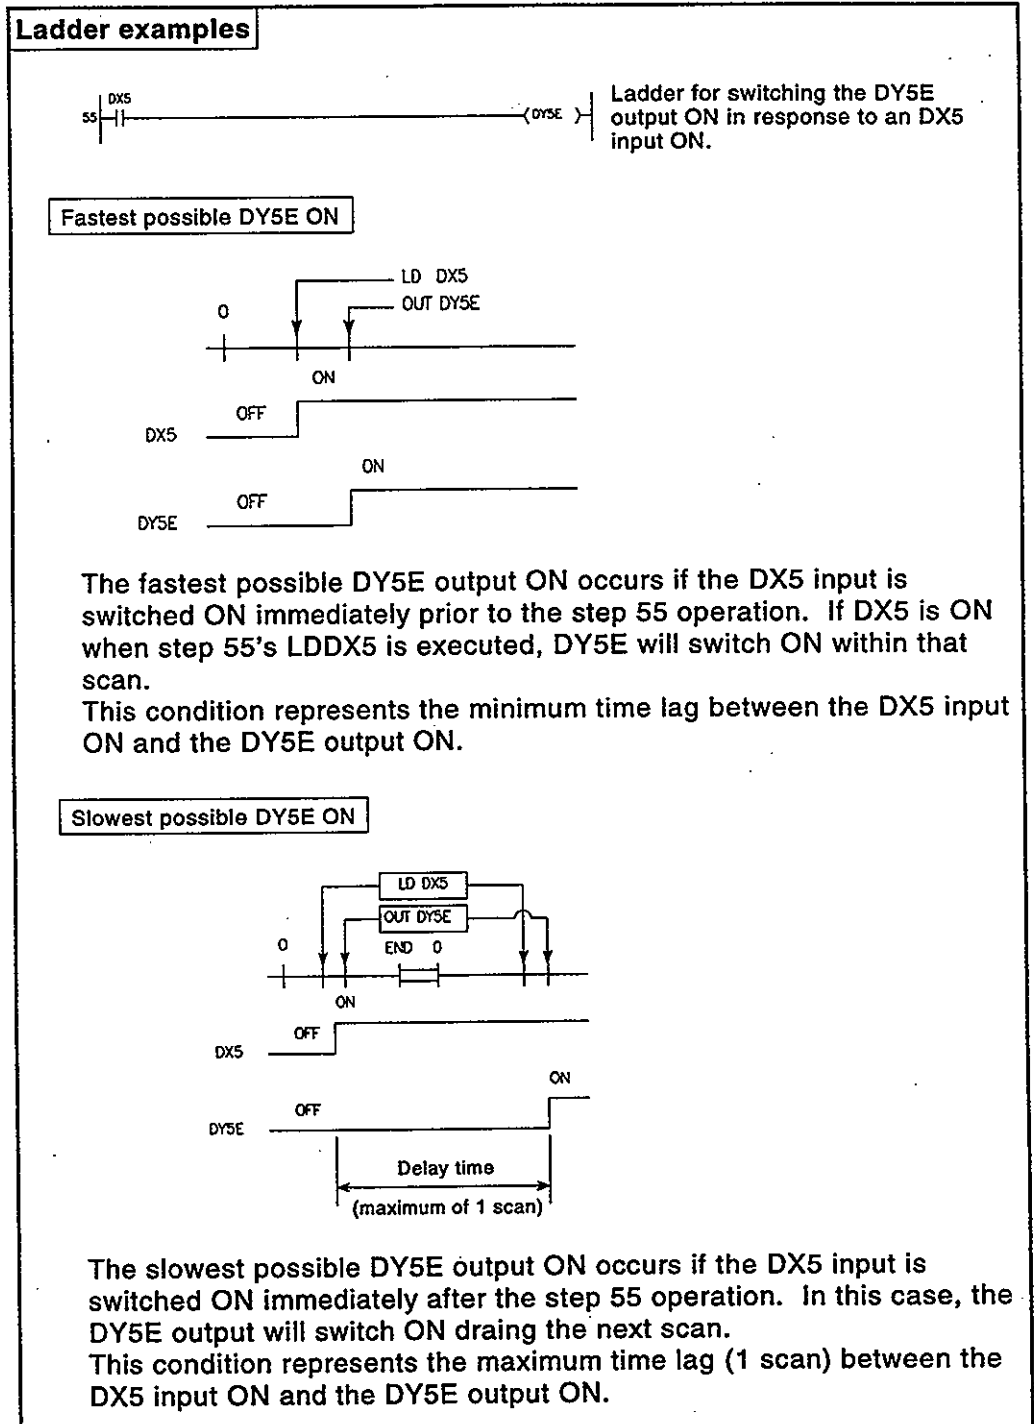 Ladder examples
DX5
55
DY5E
Ladder for switching the DY5E
output ON in response to an DX5
input ON.
Fastest possible DY5E ON
LD DX5
OUT DY5E
0
ON
OFF
DX5
ON
OFF
DY5E
The fastest possible DY5E output ON occurs if the DX5 input is
switched ON immediately prior to the step 55 operation. If DX5 is ON
when step 55's LDDX5 is executed, DY5E will switch ON within that
scan.
This condition represents the minimum time lag between the DX5 input
ON and the DY5E output ON.
Slowest possible DY5E ON
LD DX5
OUT DY5E
0 END 0
ON
OFF
DX5
ON
OFF
DY5E
Delay time
(maximum of 1 scan)
The slowest possible DY5E output ON occurs if the DX5 input is
switched ON immediately after the step 55 operation. In this case, the
DY5E output will switch ON draing the next scan.
This condition represents the maximum time lag (1 scan) between the
DX5 input ON and the DY5E output ON.